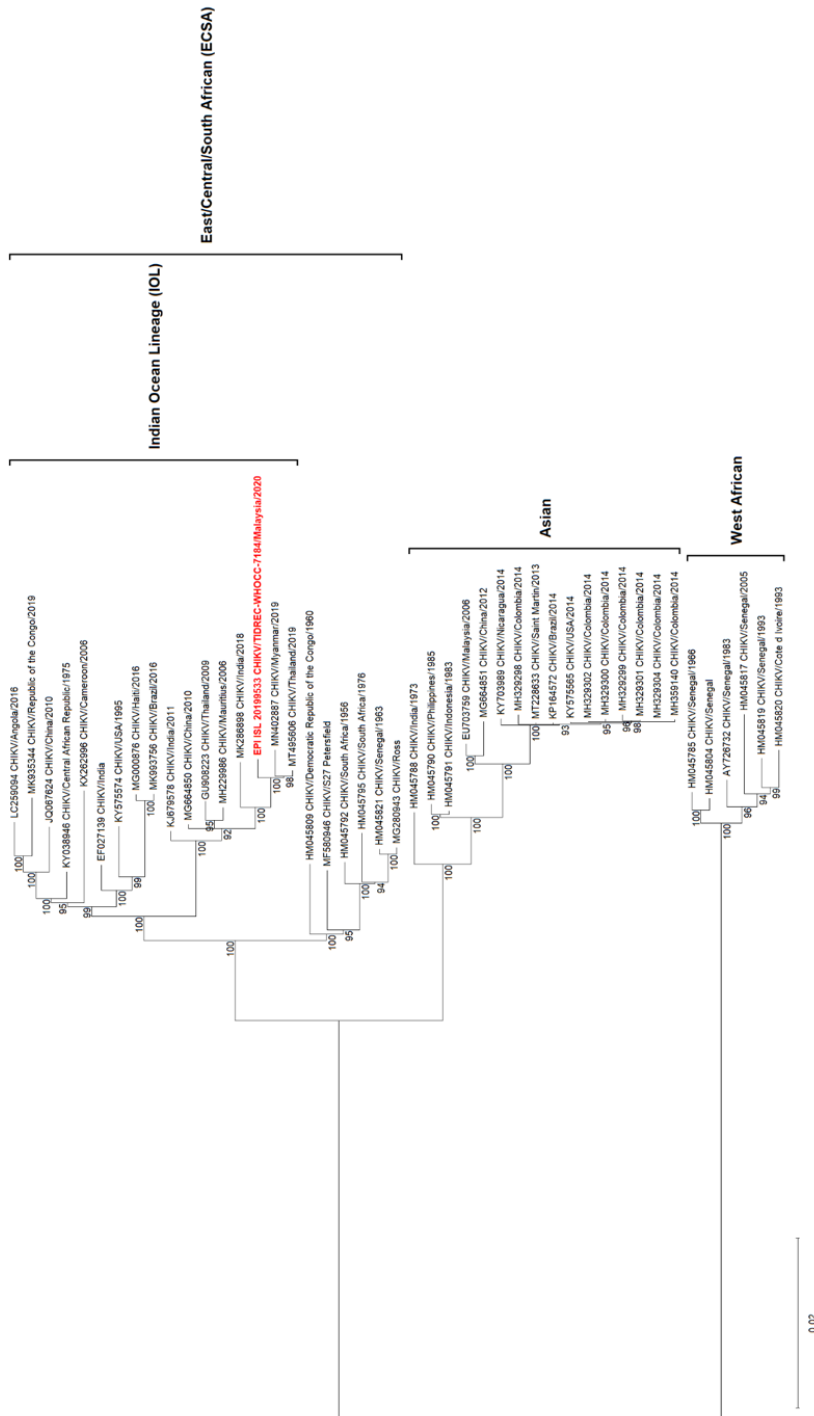 East/Central/South African (ECSA)
Indian Ocean Lineage (IOL)
LC259094 CHIKV/Angola/2016
MK935344 CHIKV/Republic of the Congo/2019
JQ067624 CHIKV/China/2010
KY038946 CHIKV/Central African Republic/1975
KX262996 CHIKV/Cameroon/2006
EF027139 CHIKV/India
KY575574 CHIKV/USA/1995
MG000876 CHIKV/Haiti/2016
MK993756 CHIKV/Brazil/2016
KJ679578 CHIKV/India/2011
MG664850 CHIKV/China/2010
GU908223 CHIKV/Thailand/2009
MH229986 CHIKV/Mauritius/2006
MK286898 CHIKV/India/2018
EPI ISL 20199533 CHIKV/TIDREC-WHOCC-7184/Malaysia/2020
MN402887 CHIKV/Myanmar/2019
MT495606 CHIKV/Thailand/2019
HM045809 CHIKV/Democratic Republic of the Congo/1960
MF580946 CHIKV/S27 Petersfield
HM045792 CHIKV/South Africa/1956
HM045795 CHIKV/South Africa/1976
HM045821 CHIKV/Senegal/1963
MG280943 CHIKV/Ross
Asian
HM045788 CHIKV/India/1973
HM045790 CHIKV/Philippines/1985
HM045791 CHIKV/Indonesia/1983
EU703759 CHIKV/Malaysia/2006
MG664851 CHIKV/China/2012
KY703969 CHIKV/Nicaragua/2014
MH329298 CHIKV/Colombia/2014
MT228633 CHIKV/Saint Martin/2013
KP164572 CHIKV/Brazil/2014
KY575565 CHIKV/USA/2014
MH329302 CHIKV/Colombia/2014
MH329300 CHIKV/Colombia/2014
MH329299 CHIKV/Colombia/2014
MH329301 CHIKV/Colombia/2014
MH329304 CHIKV/Colombia/2014
MH359140 CHIKV/Colombia/2014
West African
HM045785 CHIKV/Senegal/1966
HM045804 CHIKV/Senegal
AY726732 CHIKV/Senegal/1983
HM045817 CHIKV/Senegal/2005
HM045819 CHIKV/Senegal/1993
HM045820 CHIKV/Cote d Ivoire/1993
100
100
100
95
99
100
99
100
100
100
95
92
100
100
98
100
100
95
100
94
100
100
100
100
100
100
93
95
96
98
100
100
96
94
99
0.02